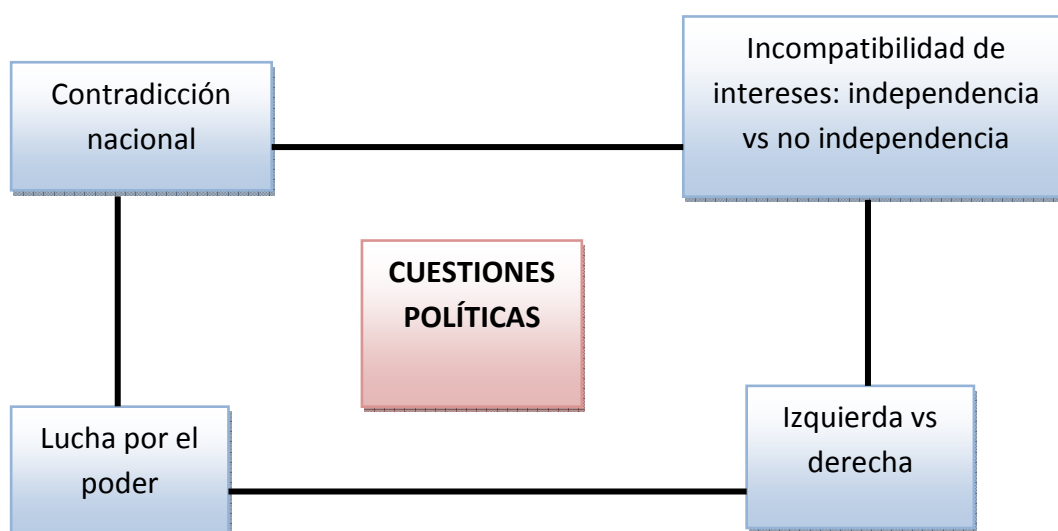 Contradicción
nacional
Incompatibilidad de
intereses: independencia
vs no independencia
CUESTIONES
POLÍTICAS
Lucha por el
poder
Izquierda vs
derecha